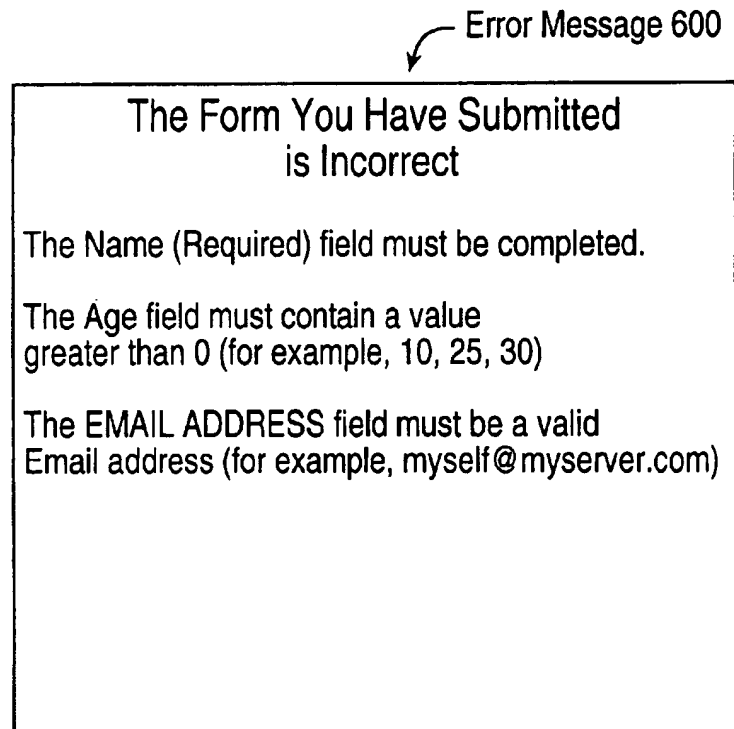 Error Message 600
The Form You Have Submitted
is Incorrect
The Name (Required) field must be completed.
The Age field must contain a value
greater than 0 (for example, 10, 25, 30)
The EMAIL ADDRESS field must be a valid
Email address (for example, myself@myserver.com)